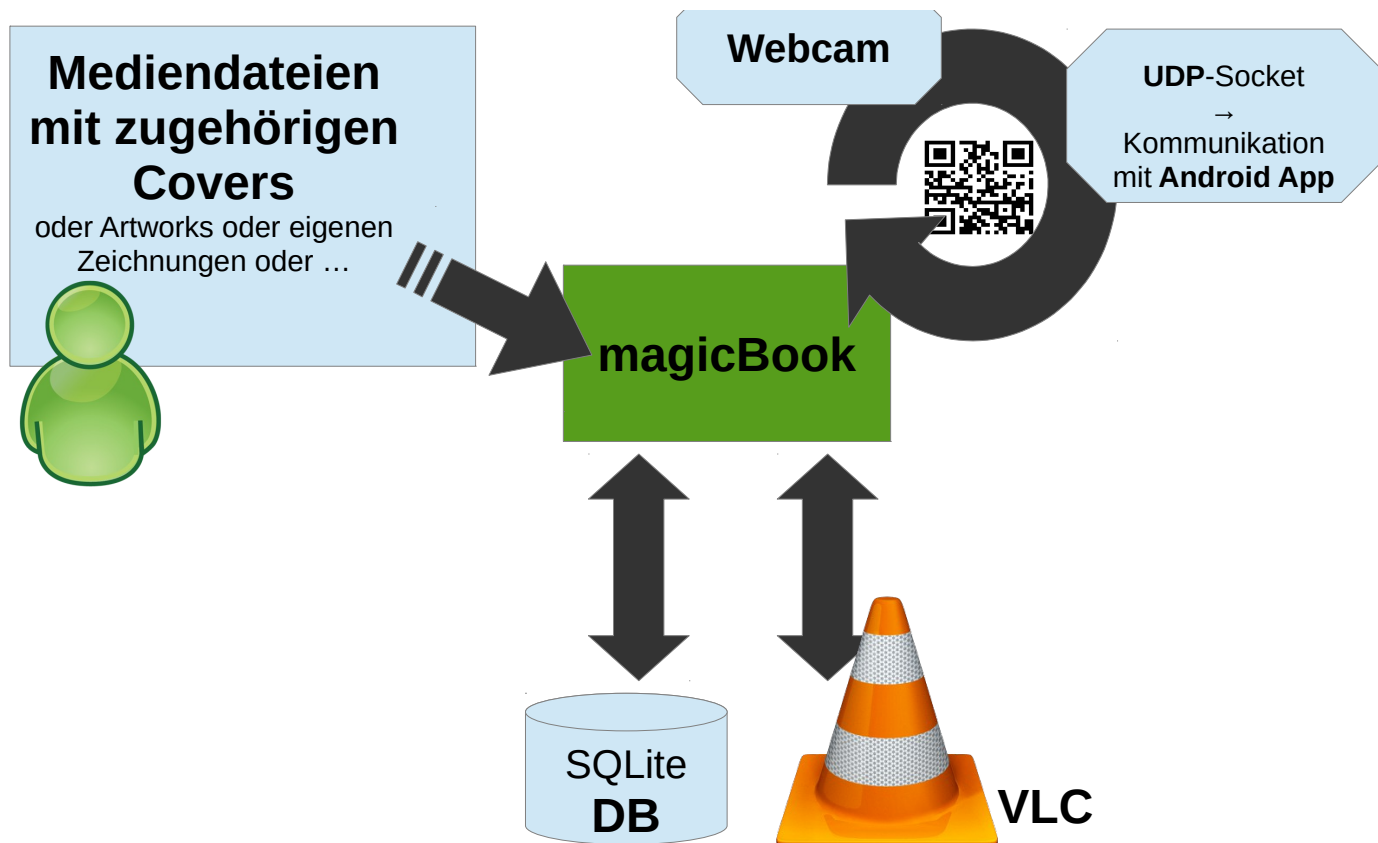 Mediendateien
mit zugehörigen
Covers
oder Artworks oder eigenen
Zeichnungen oder …
Webcam
UDP-Socket
→
Kommunikation
mit Android App
magicBook
SQLite
DB
VLC